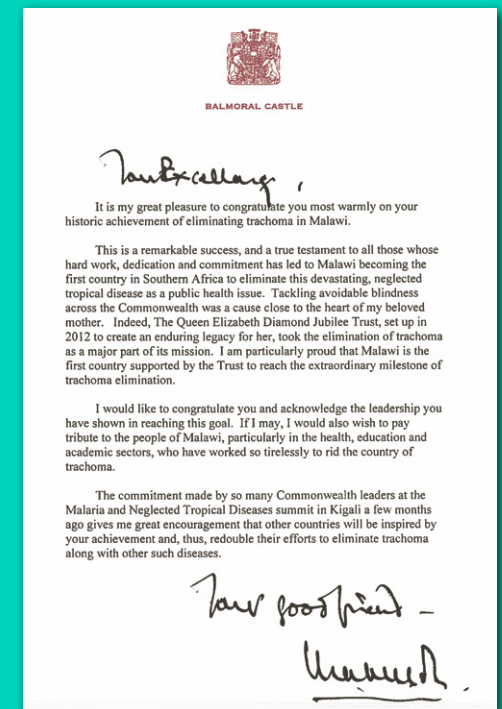 BALMORAL CASTLE
Your Excellency,
It is my great pleasure to congratulate you most warmly on your
historic achievement of eliminating trachoma in Malawi.
This is a remarkable success, and a true testament to all those whose
hard work, dedication and commitment has led to Malawi becoming the
first country in Southern Africa to eliminate this devastating, neglected
tropical disease as a public health issue. Tackling avoidable blindness
across the Commonwealth was a cause close to the heart of my beloved
mother. Indeed, The Queen Elizabeth Diamond Jubilee Trust, set up in
2012 to create an enduring legacy for her, took the elimination of trachoma
as a major part of its mission. I am particularly proud that Malawi is the
first country supported by the Trust to reach the extraordinary milestone of
trachoma elimination.
I would like to congratulate you and acknowledge the leadership you
have shown in reaching this goal. If I may, I would also wish to pay
tribute to the people of Malawi, particularly in the health, education and
academic sectors, who have worked so tirelessly to rid the country of
trachoma.
The commitment made by so many Commonwealth leaders at the
Malaria and Neglected Tropical Diseases summit in Kigali a few months
ago gives me great encouragement that other countries will be inspired by
your achievement and, thus, redouble their efforts to eliminate trachoma
along with other such diseases.
Your good friend -